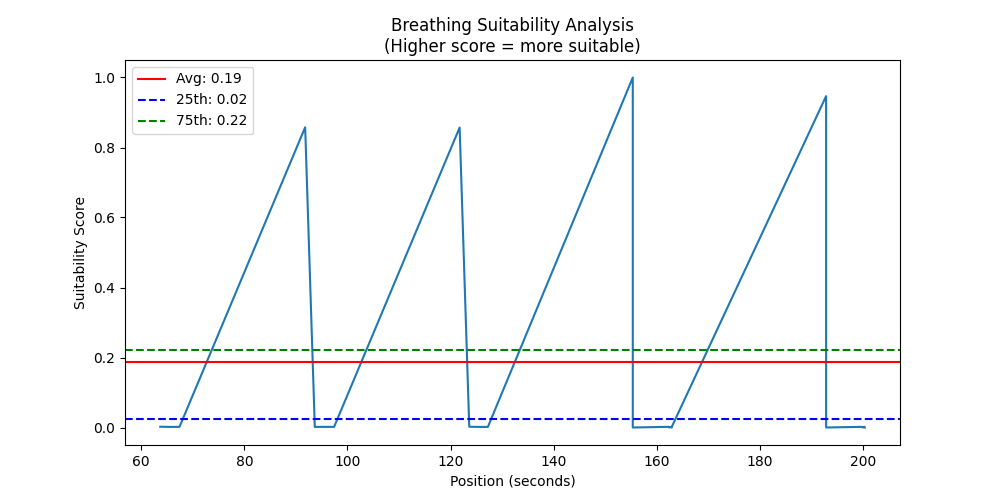 Breathing Suitability Analysis
(Higher score = more suitable)
Avg: 0.19
25th: 0.02
75th: 0.22
Suitability Score
1.0
0.8
0.6
0.4
0.2
0.0
60 80 100 120 140 160 180 200
Position (seconds)